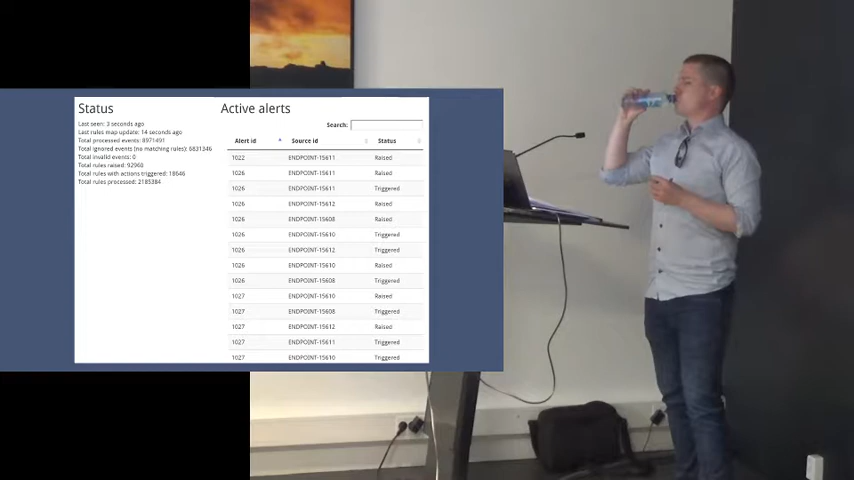 Status
Last seen: 3 seconds ago
Last rules map update: 14 seconds ago
Total processed events: 8971491
Total ignored events (no matching rules): 6831346
Total invalid events: 0
Total rules raised: 92960
Total rules with actions triggered: 18646
Total rules processed: 2185384
Active alerts
Search:
Alert id Source id Status
1022 ENDPOINT-15611 Raised
1026 ENDPOINT-15611 Raised
1026 ENDPOINT-15611 Triggered
1026 ENDPOINT-15612 Raised
1026 ENDPOINT-15608 Raised
1026 ENDPOINT-15610 Triggered
1026 ENDPOINT-15612 Triggered
1026 ENDPOINT-15610 Raised
1026 ENDPOINT-15608 Triggered
1027 ENDPOINT-15610 Raised
1027 ENDPOINT-15608 Triggered
1027 ENDPOINT-15612 Raised
1027 ENDPOINT-15611 Triggered
1027 ENDPOINT-15610 Triggered